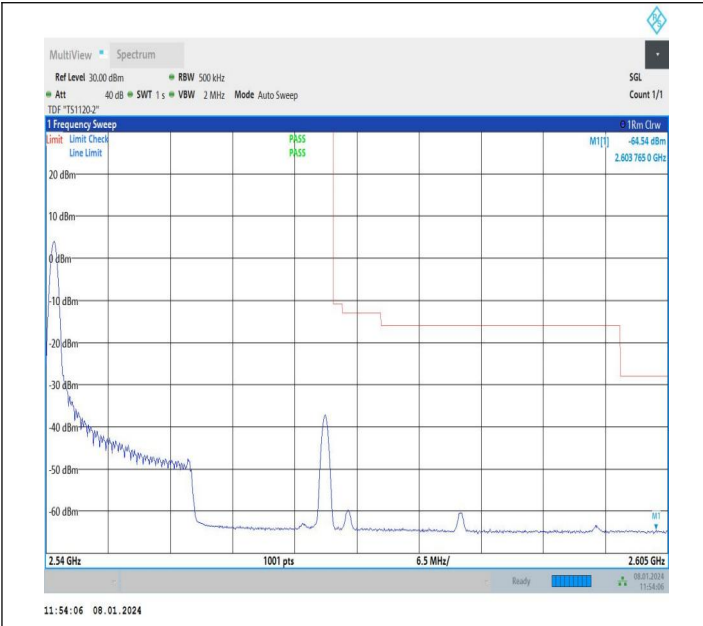 MultiView Spectrum
Ref Level 30.00 dBm RBW 500 kHz SGL
Att 40 dB SWT 1 s VBW 2 MHz Mode Auto Sweep Count 1/1
TDF "TS1120-2"
1 Frequency Sweep 1Rm Clrw
Limit Limit Check PASS M1[1] -64.54 dBm
Line Limit PASS 2.603 765 0 GHz
20 dBm
10 dBm
0 dBm
-10 dBm
-20 dBm
-30 dBm
-40 dBm
-50 dBm
-60 dBm
M1
2.54 GHz 1001 pts 6.5 MHz/ 2.605 GHz
Ready 08.01.2024
11:54:06
11:54:06 08.01.2024